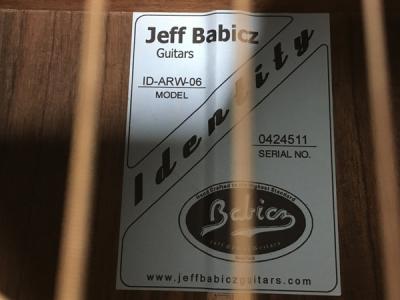 Jeff Babicz
Guitars
ID-ARW-06
MODEL
Identity
0424511
SERIAL NO.
Babicz
www.jeffbabiczguitars.com